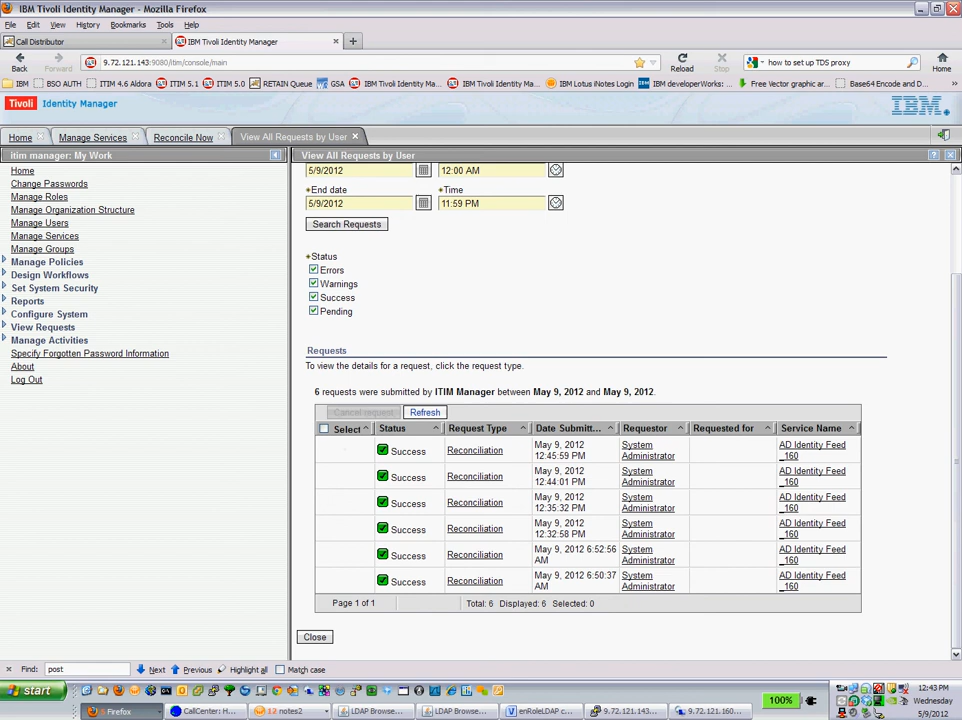 IBM Tivoli Identity Manager - Mozilla Firefox
File Edit View History Bookmarks Tools Help
Call Distributor
IBM Tivoli Identity Manager
Back Forward
9.72.121.143:9080/itim/console/main
Reload Stop
how to set up TDS proxy
Home
IBM BSO AUTH ITIM 4.6 Aldora ITIM 5.1 ITIM 5.0 RETAIN Queue GSA IBM Tivoli Identity Ma... IBM Tivoli Identity Ma... IBM Lotus iNotes Login IBM developerWorks:... Free Vector graphic ar... Base64 Encode and D...
Tivoli Identity Manager
IBM.
Home Manage Services Reconcile Now View All Requests by User
itim manager: My Work
Home
Change Passwords
Manage Roles
Manage Organization Structure
Manage Users
Manage Services
Manage Groups
Manage Policies
Design Workflows
Set System Security
Reports
Configure System
View Requests
Manage Activities
Specify Forgotten Password Information
About
Log Out
View All Requests by User
5/9/2012 12:00 AM
End date Time
5/9/2012 11:59 PM
Search Requests
Status
Errors
Warnings
Success
Pending
Requests
To view the details for a request, click the request type.
6 requests were submitted by ITIM Manager between May 9, 2012 and May 9, 2012.
Cancel request Refresh
Select Status Request Type Date Submitt... Requestor Requested for Service Name
Success Reconciliation May 9, 2012 12:45:59 PM System Administrator AD Identity Feed _160
Success Reconciliation May 9, 2012 12:44:01 PM System Administrator AD Identity Feed _160
Success Reconciliation May 9, 2012 12:35:32 PM System Administrator AD Identity Feed _160
Success Reconciliation May 9, 2012 12:32:58 PM System Administrator AD Identity Feed _160
Success Reconciliation May 9, 2012 6:52:56 AM System Administrator AD Identity Feed _160
Success Reconciliation May 9, 2012 6:50:37 AM System Administrator AD Identity Feed _160
Page 1 of 1 Total: 6 Displayed: 6 Selected: 0
Close
Find: post Next Previous Highlight all Match case
start
100%
12:43 PM
Wednesday
5/9/2012
5 Firefox CallCenter: H... 12 notes2 LDAP Browse... LDAP Browse... enRoleLDAP c... 9.72.121.143... 9.72.121.160...